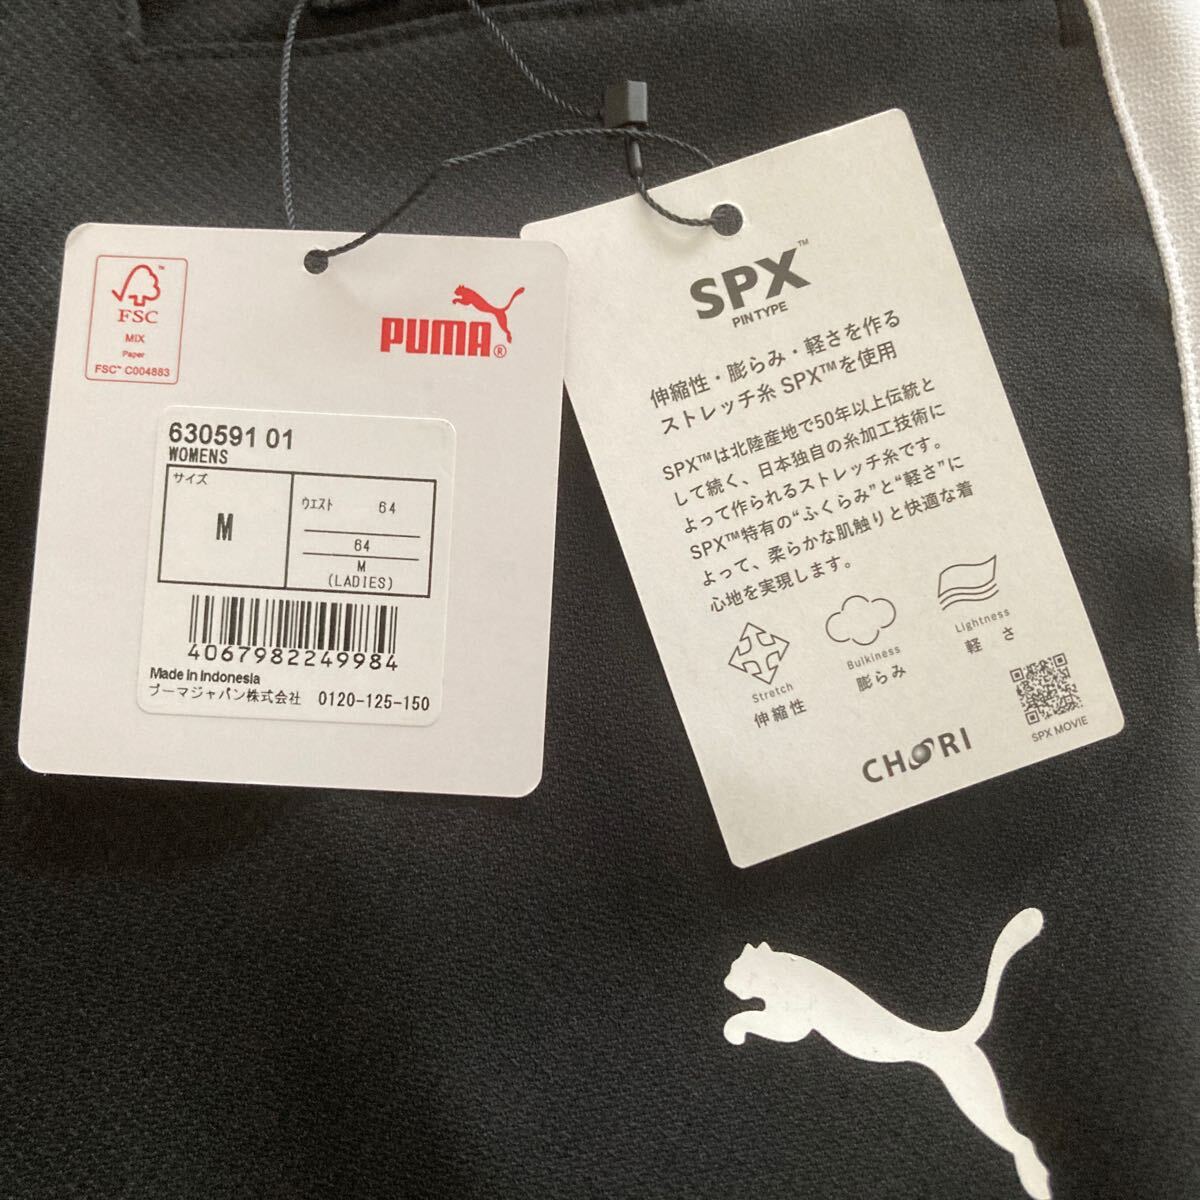 FSC™
MIX
Paper
FSC™ C004883
PUMA®
630591 01
WOMENS
サイズ
M
ウエスト 64
64
M
(LADIES)
4067982249984
Made in Indonesia
プーマジャパン株式会社 0120-125-150
SPX™
PINTYPE
伸縮性・膨らみ・軽さを作る
ストレッチ糸 SPX™を使用
SPX™は北陸産地で50年以上伝統と
して続く、日本独自の糸加工技術に
よって作られるストレッチ糸です。
SPX™特有の“ふくらみ”と“軽さ”に
よって、柔らかな肌触りと快適な着
心地を実現します。
Stretch
伸縮性
Bulkiness
膨らみ
Lightness
軽さ
CHORI
SPX MOVIE